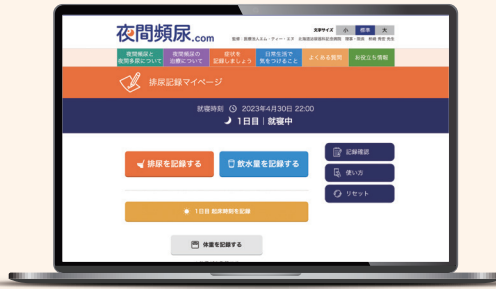 夜間頻尿.com
文字サイズ 小 標準 大
夜間頻尿と
夜間多尿について
夜間頻尿の
治療について
症状を
記録しましょう
日常生活で
気をつけること
よくある質問
お役立ち情報
排尿記録マイページ
就寝時刻 2023年4月30日 22:00
1日目 | 就寝中
排尿を記録する
飲水量を記録する
記録確認
使い方
リセット
1日目 起床時刻を記録
体重を記録する